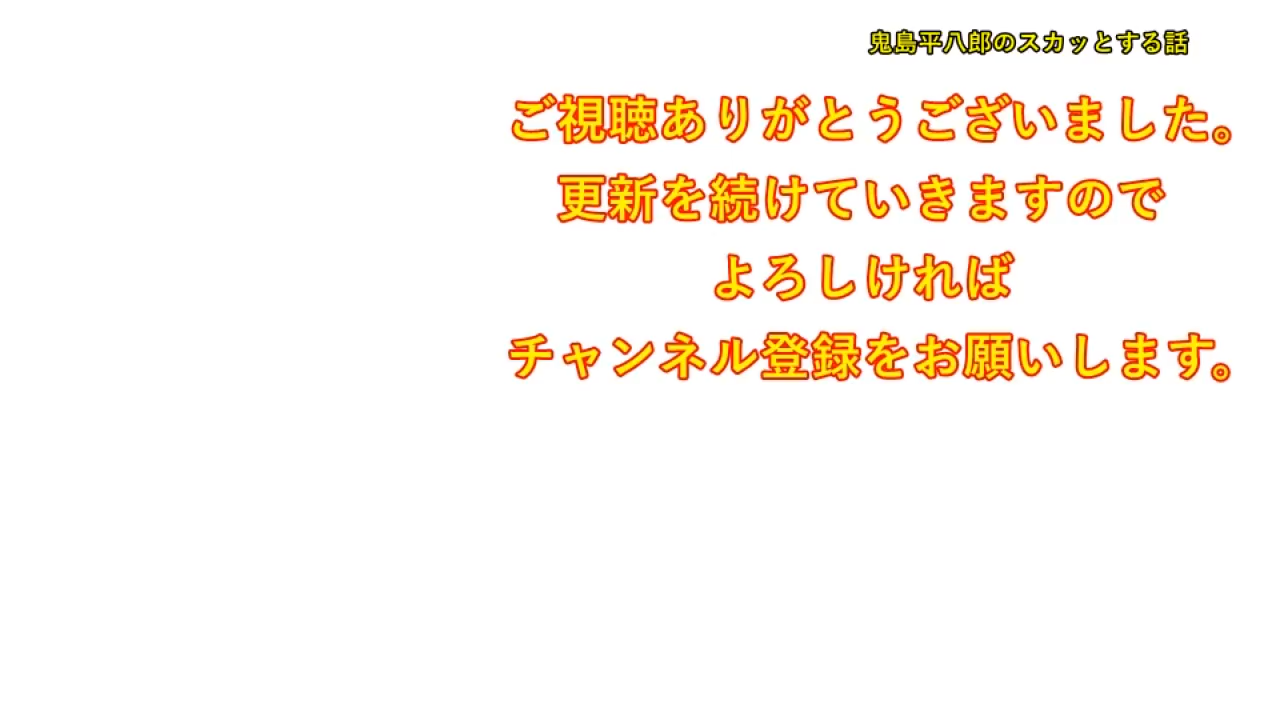 鬼島平八郎のスカッとする話
ご視聴ありがとうございました。
更新を続けていきますので
よろしければ
チャンネル登録をお願いします。